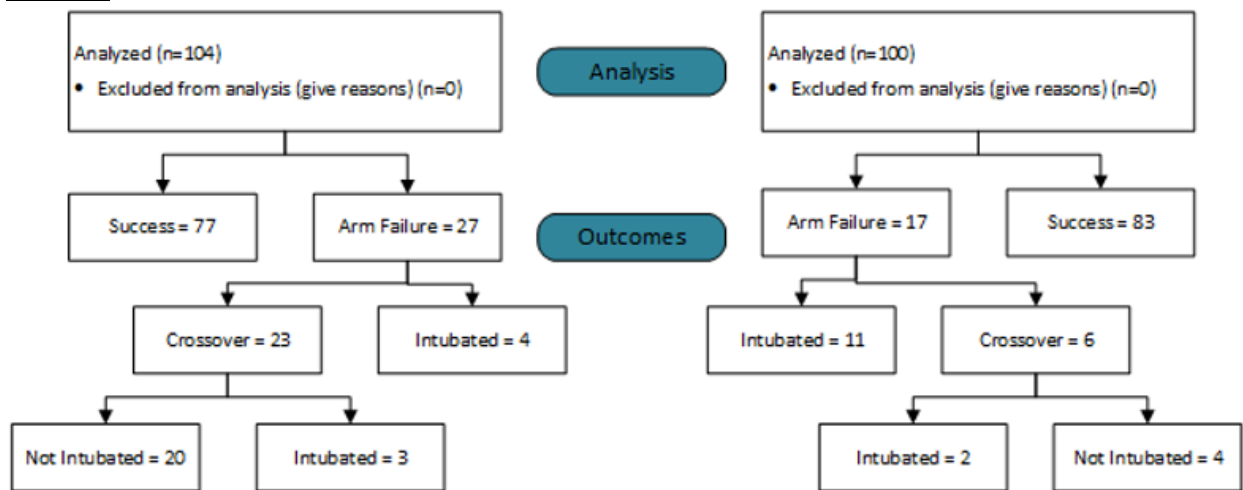 Analyzed (n=104)
• Excluded from analysis (give reasons) (n=0)
Analysis
Analyzed (n=100)
• Excluded from analysis (give reasons) (n=0)
Success = 77
Arm Failure = 27
Outcomes
Arm Failure = 17
Success = 83
Crossover = 23
Intubated = 4
Intubated = 11
Crossover = 6
Not Intubated = 20
Intubated = 3
Intubated = 2
Not Intubated = 4